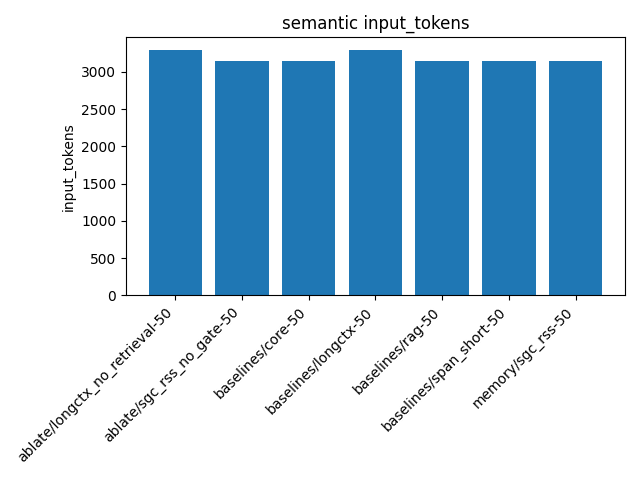 semantic input_tokens
input_tokens
3000
2500
2000
1500
1000
500
0
ablate/longctx_no_retrieval-50
ablate/sgc_rss_no_gate-50
baselines/core-50
baselines/longctx-50
baselines/rag-50
baselines/span_short-50
memory/sgc_rss-50